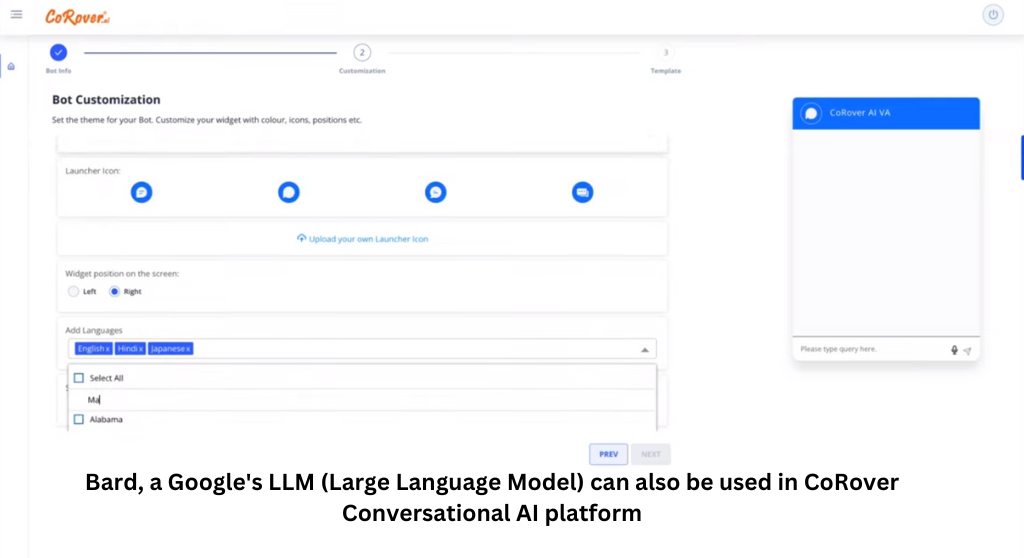 CoRover.ai
2
3
Bot Info
Customization
Template
Bot Customization
Set the theme for your Bot. Customize your widget with colour, icons, positions etc.
Launcher Icon:
Upload your own Launcher Icon
Widget position on the screen:
Left Right
Add Languages
English x Hindi x Japanese x
Select All
Ma
Alabama
PREV NEXT
CoRover AI VA
Please type query here.
Bard, a Google's LLM (Large Language Model) can also be used in CoRover
Conversational AI platform